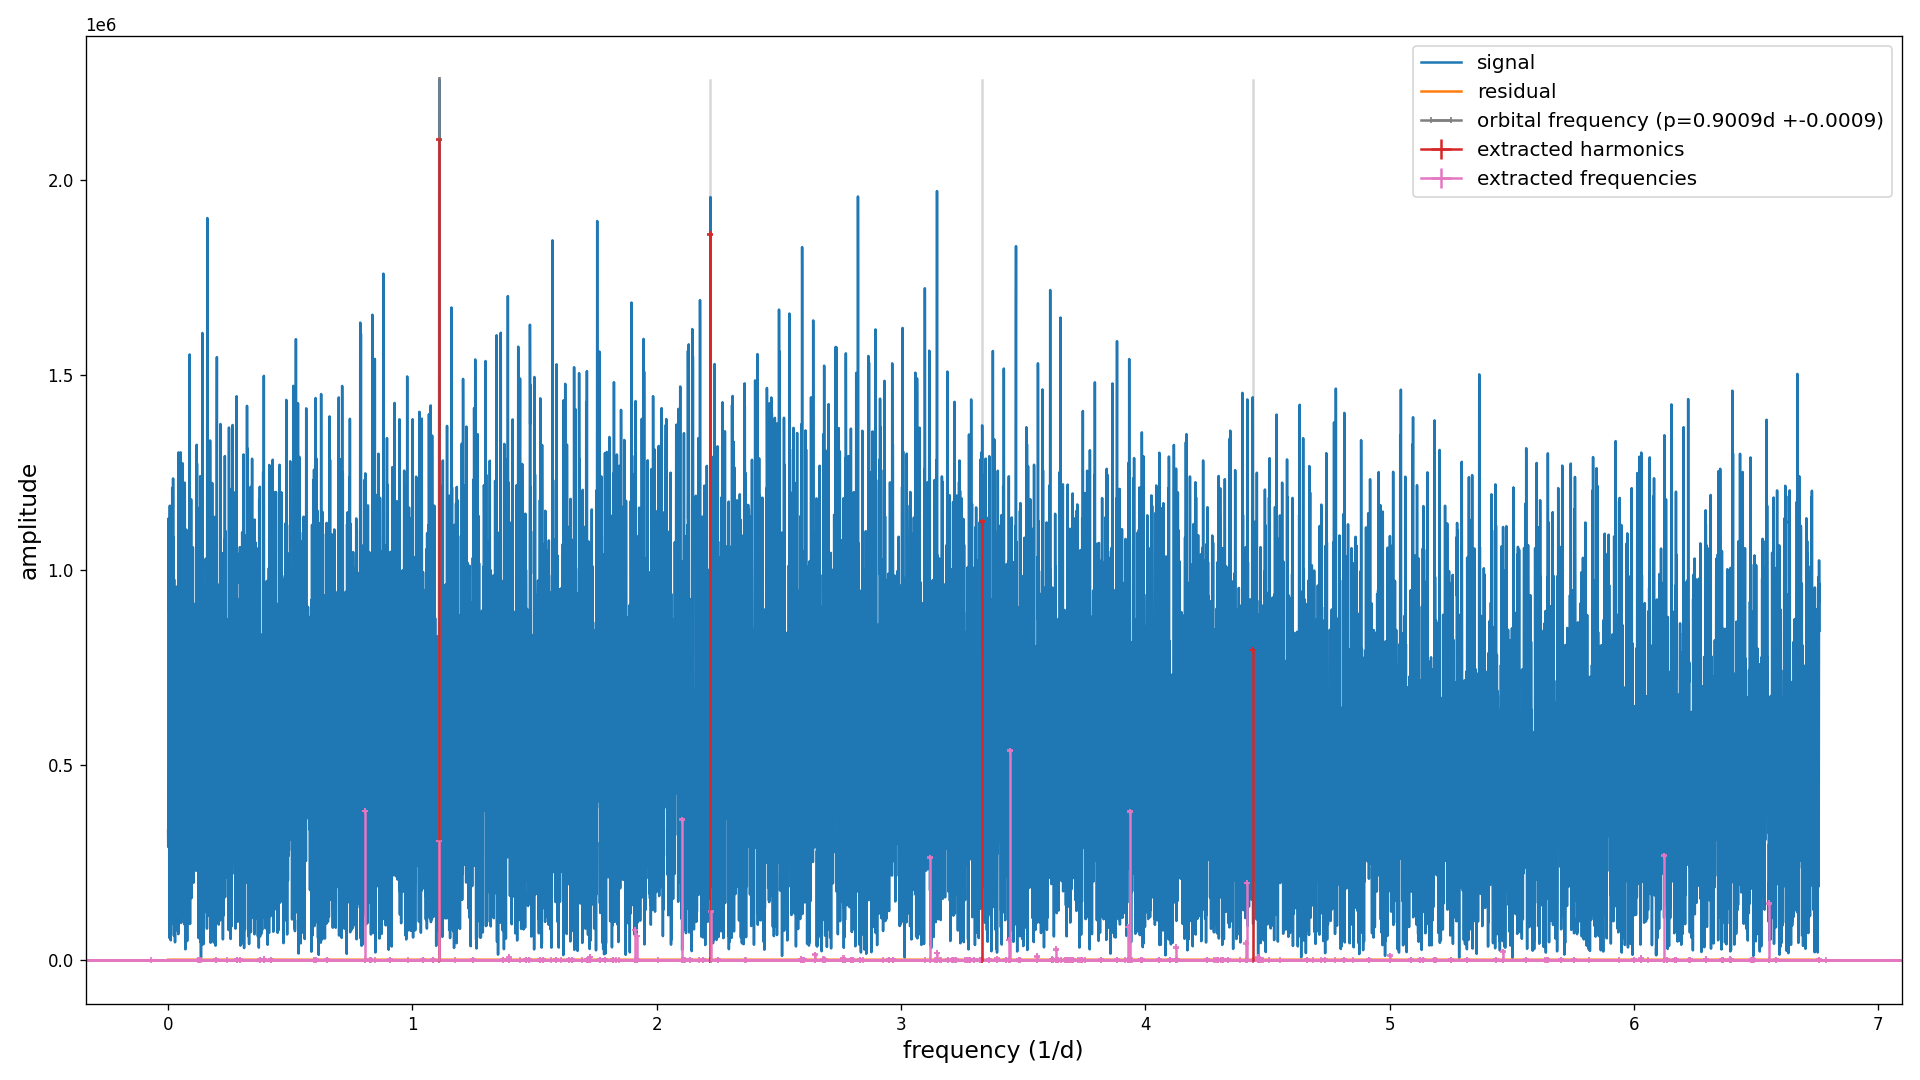 1e6
signal
residual
orbital frequency (p=0.9009d +-0.0009)
extracted harmonics
extracted frequencies
2.0
1.5
1.0
0.5
0.0
amplitude
0 1 2 3 4 5 6 7
frequency (1/d)